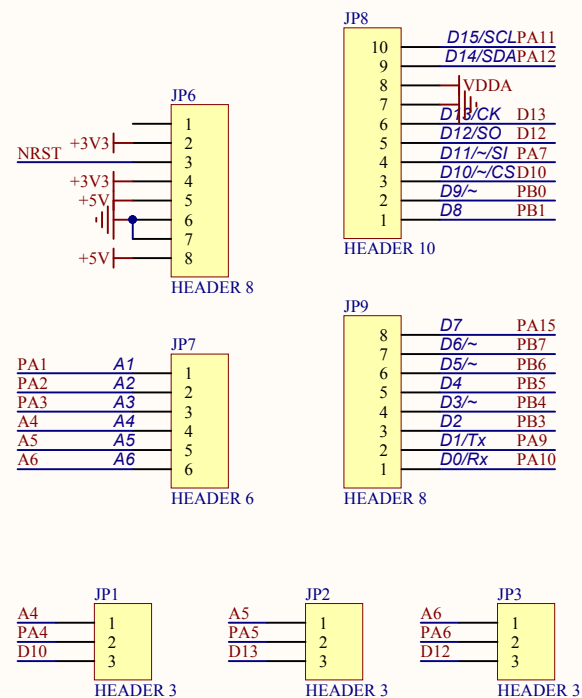 JP6
1
+3V3 2
NRST 3
+3V3 4
+5V 5
6
7
+5V 8
HEADER 8
JP8
10 D15/SCL PA11
9 D14/SDA PA12
8 VDDA
7
6 D13/CK D13
5 D12/SO D12
4 D11/~/SI PA7
3 D10/~/CS D10
2 D9/~ PB0
1 D8 PB1
HEADER 10
JP7
PA1 A1 1
PA2 A2 2
PA3 A3 3
A4 A4 4
A5 A5 5
A6 A6 6
HEADER 6
JP9
8 D7 PA15
7 D6/~ PB7
6 D5/~ PB6
5 D4 PB5
4 D3/~ PB4
3 D2 PB3
2 D1/Tx PA9
1 D0/Rx PA10
HEADER 8
JP1
A4 1
PA4 2
D10 3
HEADER 3
JP2
A5 1
PA5 2
D13 3
HEADER 3
JP3
A6 1
PA6 2
D12 3
HEADER 3